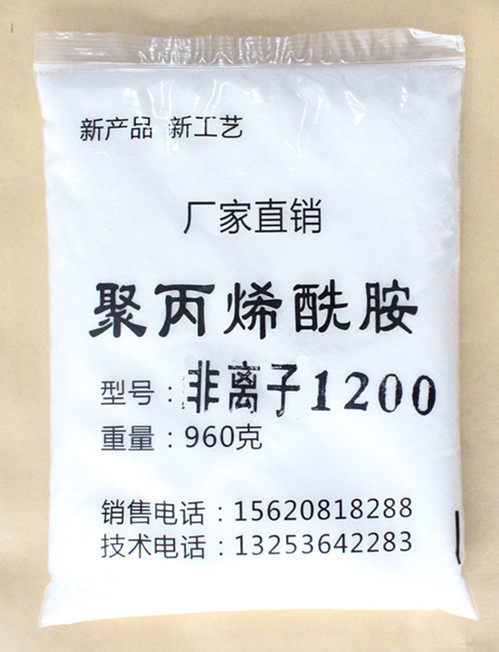 新产品 新工艺
厂家直销
聚丙烯酰胺
型号：非离子1200
重量：960克
销售电话：15620818288
技术电话：13253642283